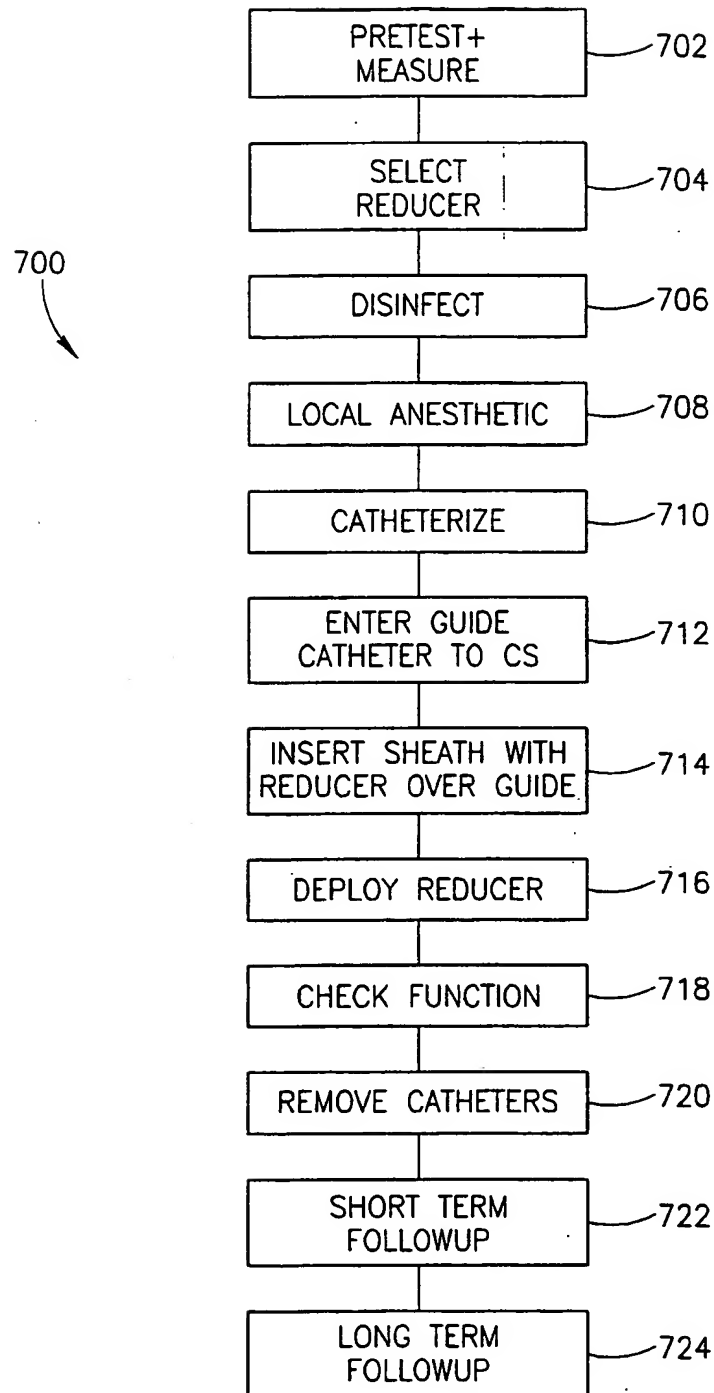 PRETEST+
MEASURE
702
SELECT
REDUCER
704
700
DISINFECT
706
LOCAL ANESTHETIC
708
CATHETERIZE
710
ENTER GUIDE
CATHETER TO CS
712
INSERT SHEATH WITH
REDUCER OVER GUIDE
714
DEPLOY REDUCER
716
CHECK FUNCTION
718
REMOVE CATHETERS
720
SHORT TERM
FOLLOWUP
722
LONG TERM
FOLLOWUP
724